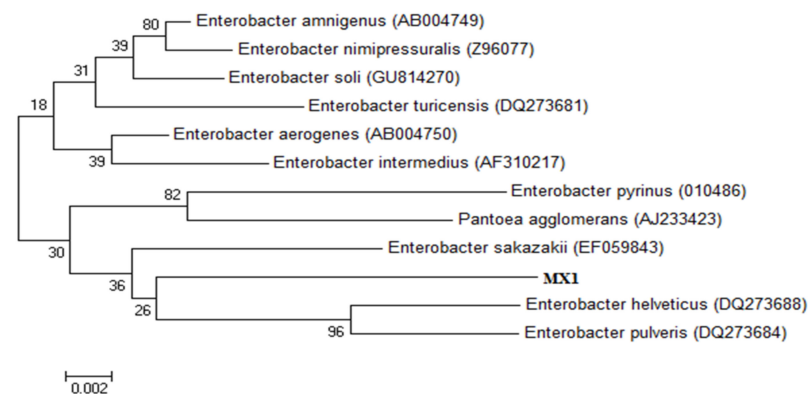 Enterobacter amnigenus (AB004749)
80
Enterobacter nimipressuralis (Z96077)
39
Enterobacter soli (GU814270)
31
Enterobacter turicensis (DQ273681)
18
Enterobacter aerogenes (AB004750)
39
Enterobacter intermedius (AF310217)
Enterobacter pyrinus (010486)
82
Pantoea agglomerans (AJ233423)
30
Enterobacter sakazakii (EF059843)
36
MX1
26
Enterobacter helveticus (DQ273688)
96
Enterobacter pulveris (DQ273684)
0.002